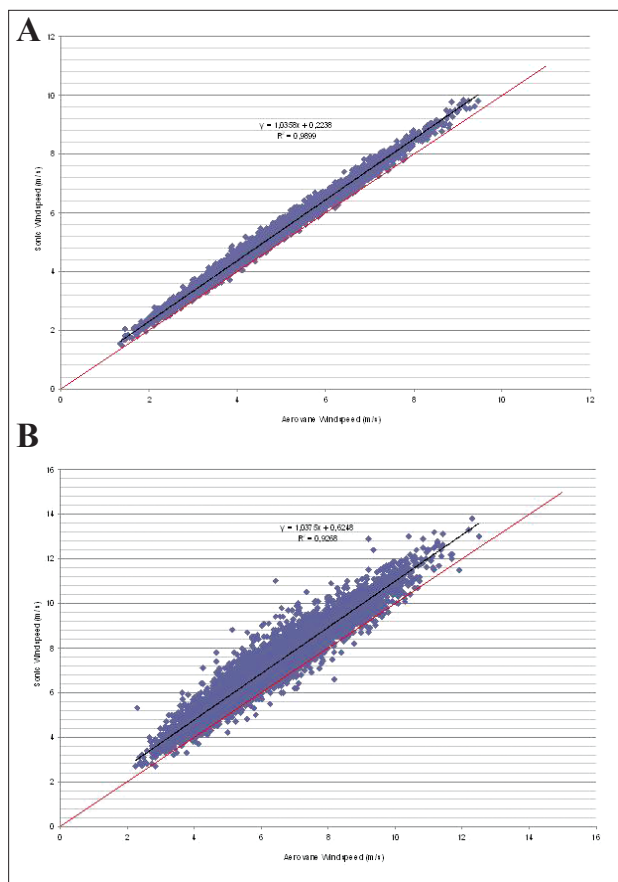 A
12
10
8
6
4
2
0
Sonic Windspeed (m/s)
y = 1,0358x + 0,2238
R² = 0,9899
0 2 4 6 8 10 12
Aerovane Windspeed (m/s)
B
16
14
12
10
8
6
4
2
0
Sonic Windspeed (m/s)
y = 1,0375x + 0,6248
R² = 0,9268
0 2 4 6 8 10 12 14 16
Aerovane Windspeed (m/s)